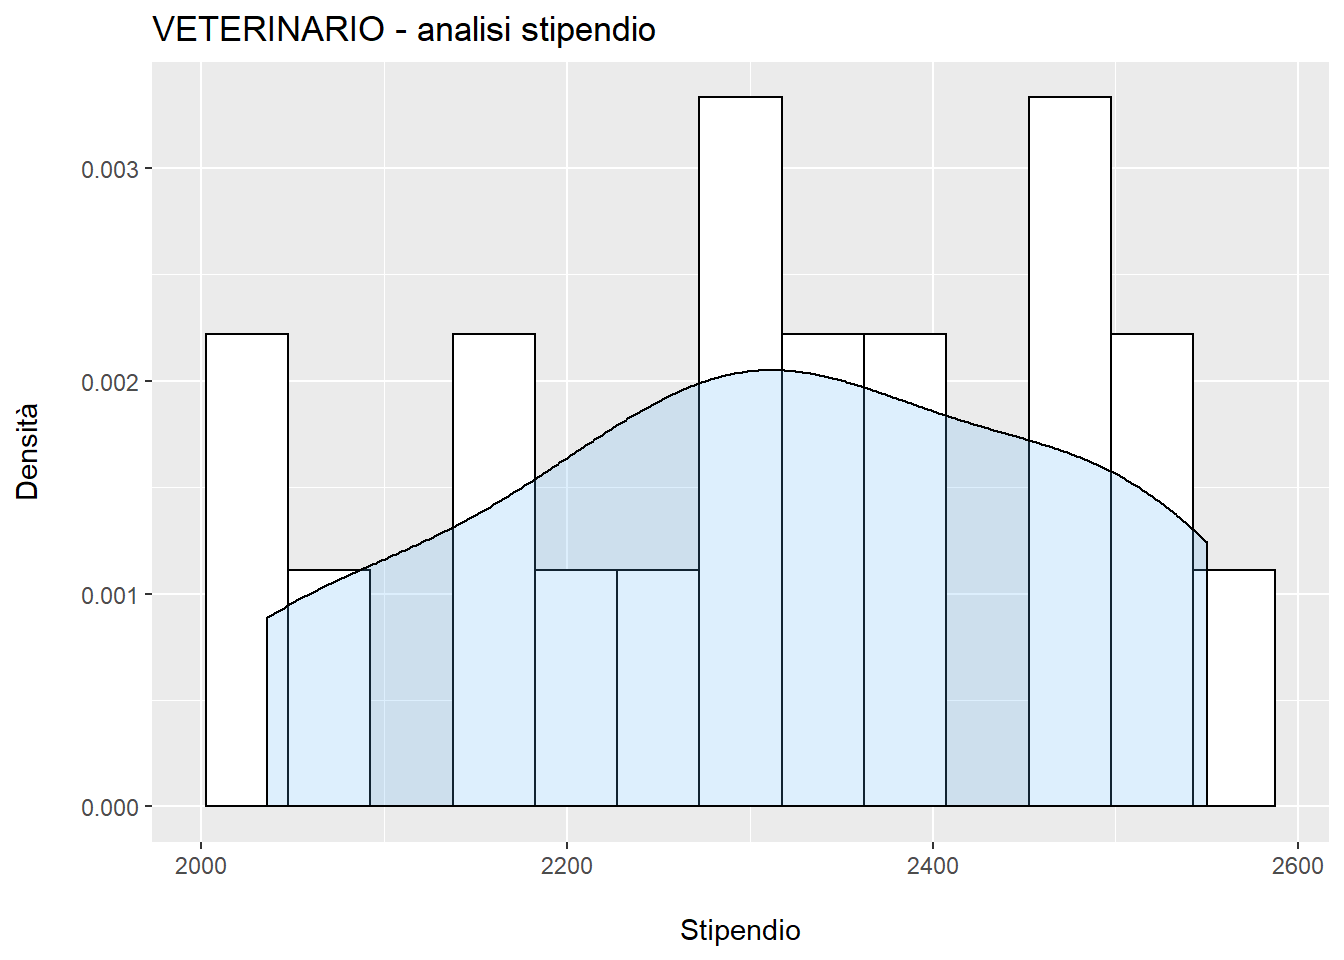 VETERINARIO - analisi stipendio
0.003
0.002
0.001
0.000
Densità
2000 2200 2400 2600
Stipendio